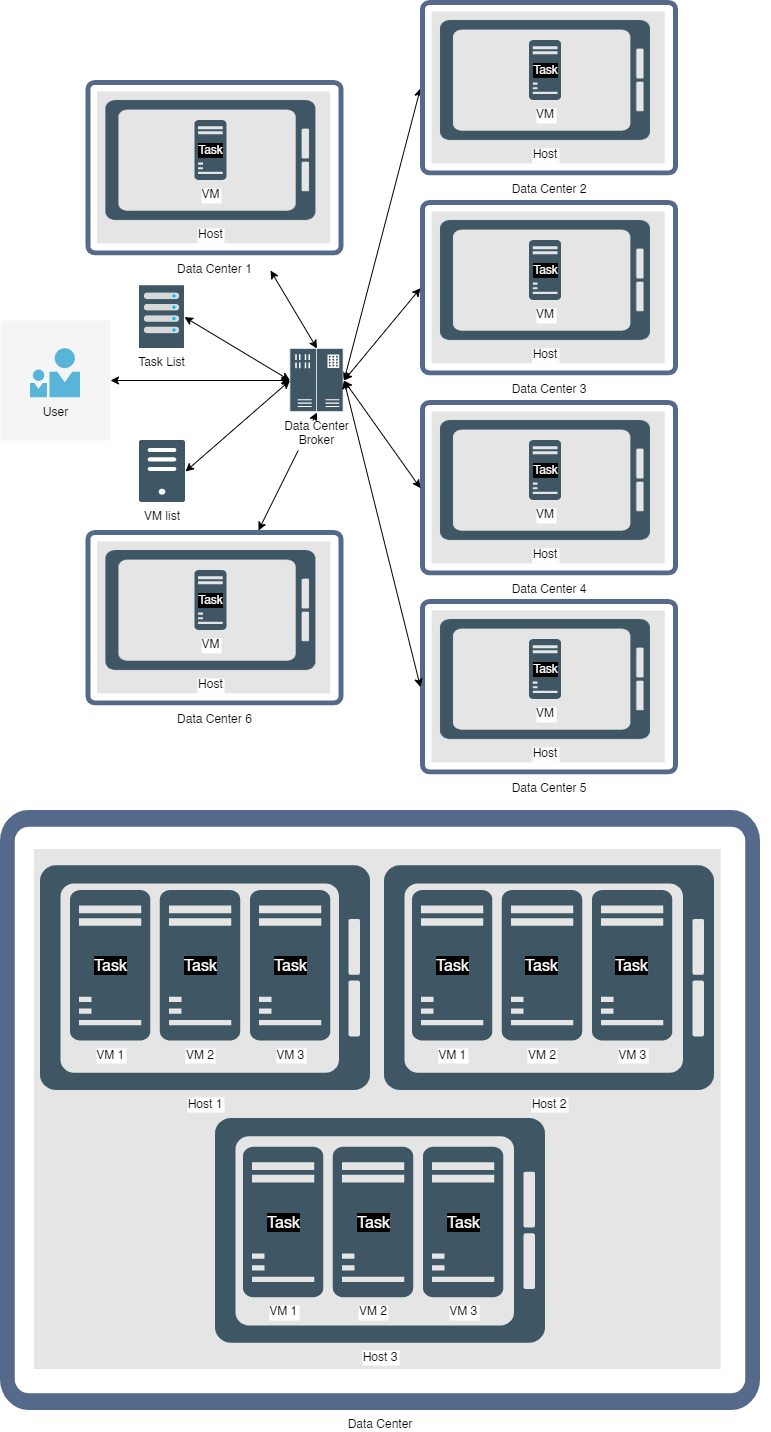 Task
VM
Host
Data Center 1
Task List
User
Data Center
Broker
VM list
Task
VM
Host
Data Center 6
Task
VM
Host
Data Center 2
Task
VM
Host
Data Center 3
Task
VM
Host
Data Center 4
Task
VM
Host
Data Center 5
Task Task Task
VM 1 VM 2 VM 3
Host 1
Task Task Task
VM 1 VM 2 VM 3
Host 2
Task Task Task
VM 1 VM 2 VM 3
Host 3
Data Center